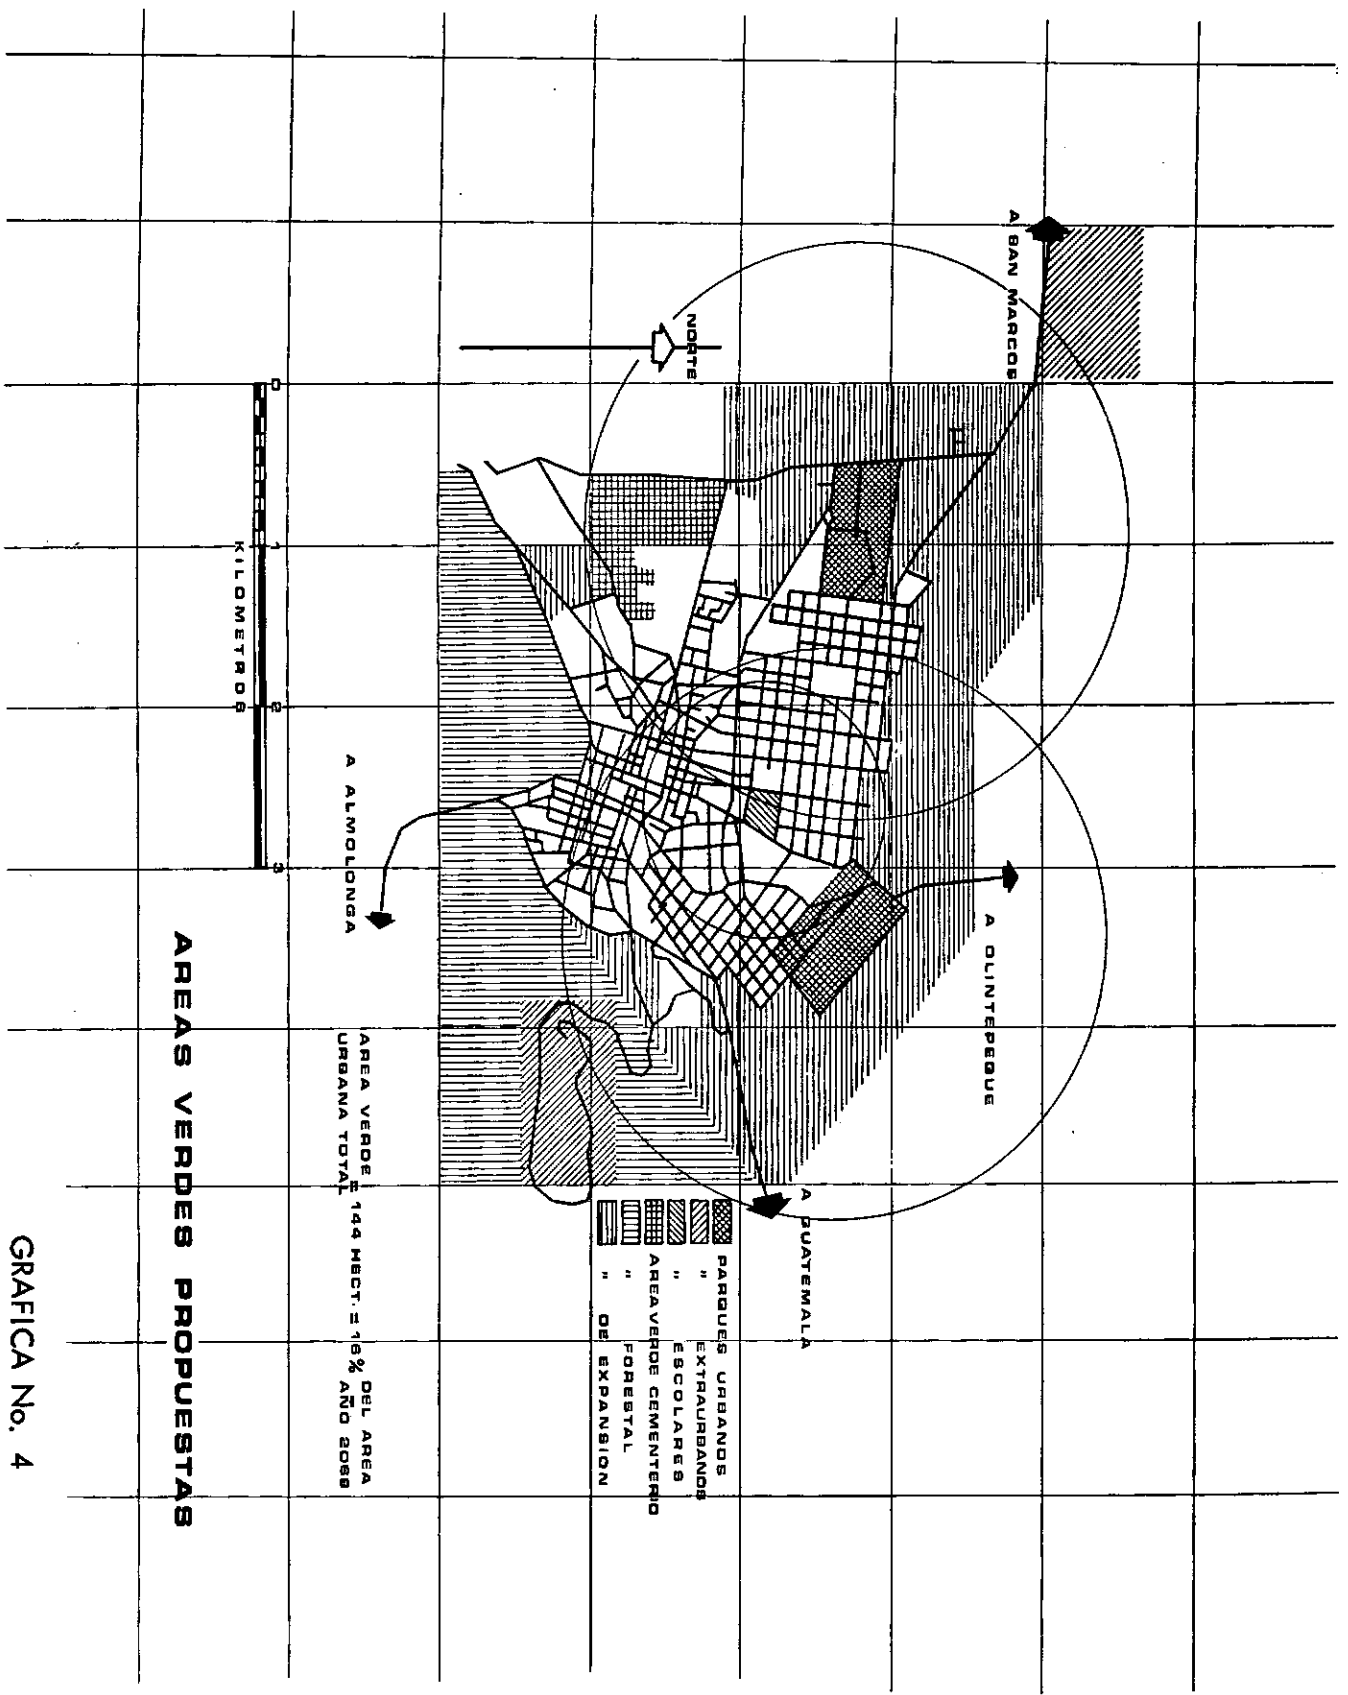 A SAN MARCOS
NORTE
A OLINTEPEQUE
A GUATEMALA
PARQUES URBANOS
" EXTRAURBANOS
" ESCOLARES
AREA VERDE CEMENTERIO
" FORESTAL
" DE EXPANSION
A ALMOLONGA
0 1 2 3
KILOMETROS
AREA VERDE = 144 HECT. = 16% DEL AREA
URBANA TOTAL AÑO
AREAS VERDES PROPUESTAS
GRAFICA No. 4